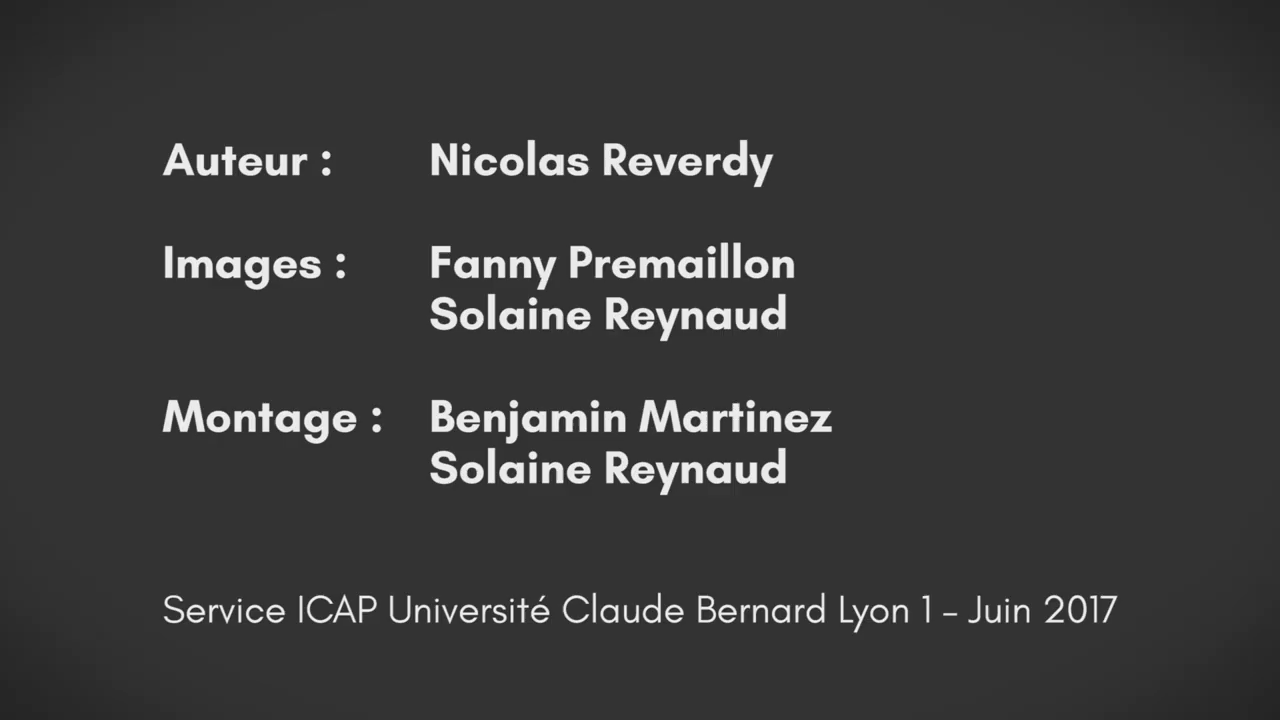 Auteur : Nicolas Reverdy
Images : Fanny Premaillon
Solaine Reynaud
Montage : Benjamin Martinez
Solaine Reynaud
Service ICAP Université Claude Bernard Lyon 1 – Juin 2017